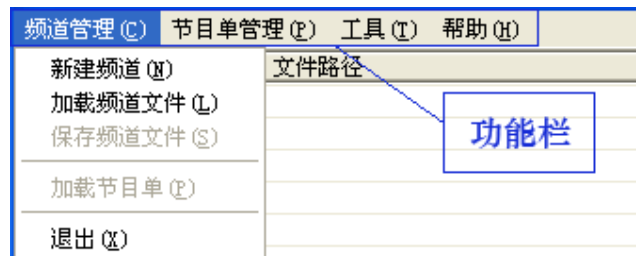 频道管理(C) 节目单管理(P) 工具(T) 帮助(H)
新建频道(N) 文件路径
加载频道文件(L)
保存频道文件(S)
功能栏
加载节目单(P)
退出(X)